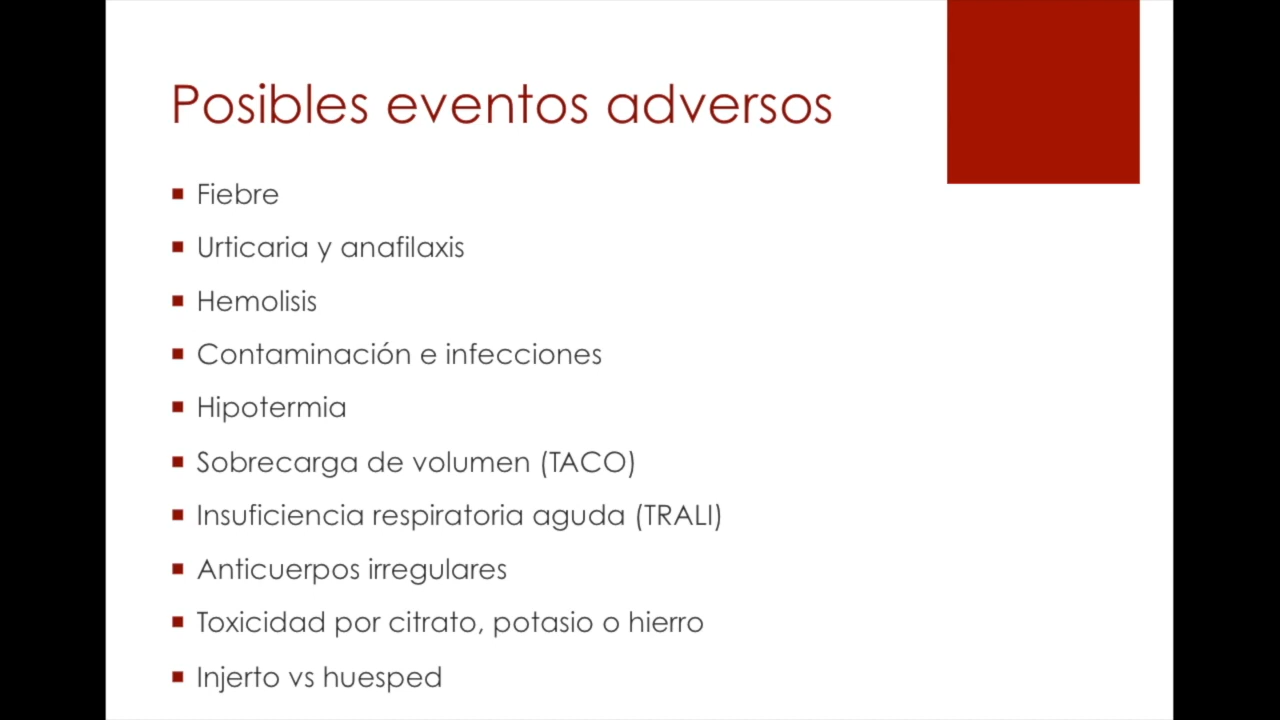 Posibles eventos adversos
Fiebre
Urticaria y anafilaxis
Hemolisis
Contaminación e infecciones
Hipotermia
Sobrecarga de volumen (TACO)
Insuficiencia respiratoria aguda (TRALI)
Anticuerpos irregulares
Toxicidad por citrato, potasio o hierro
Injerto vs huesped